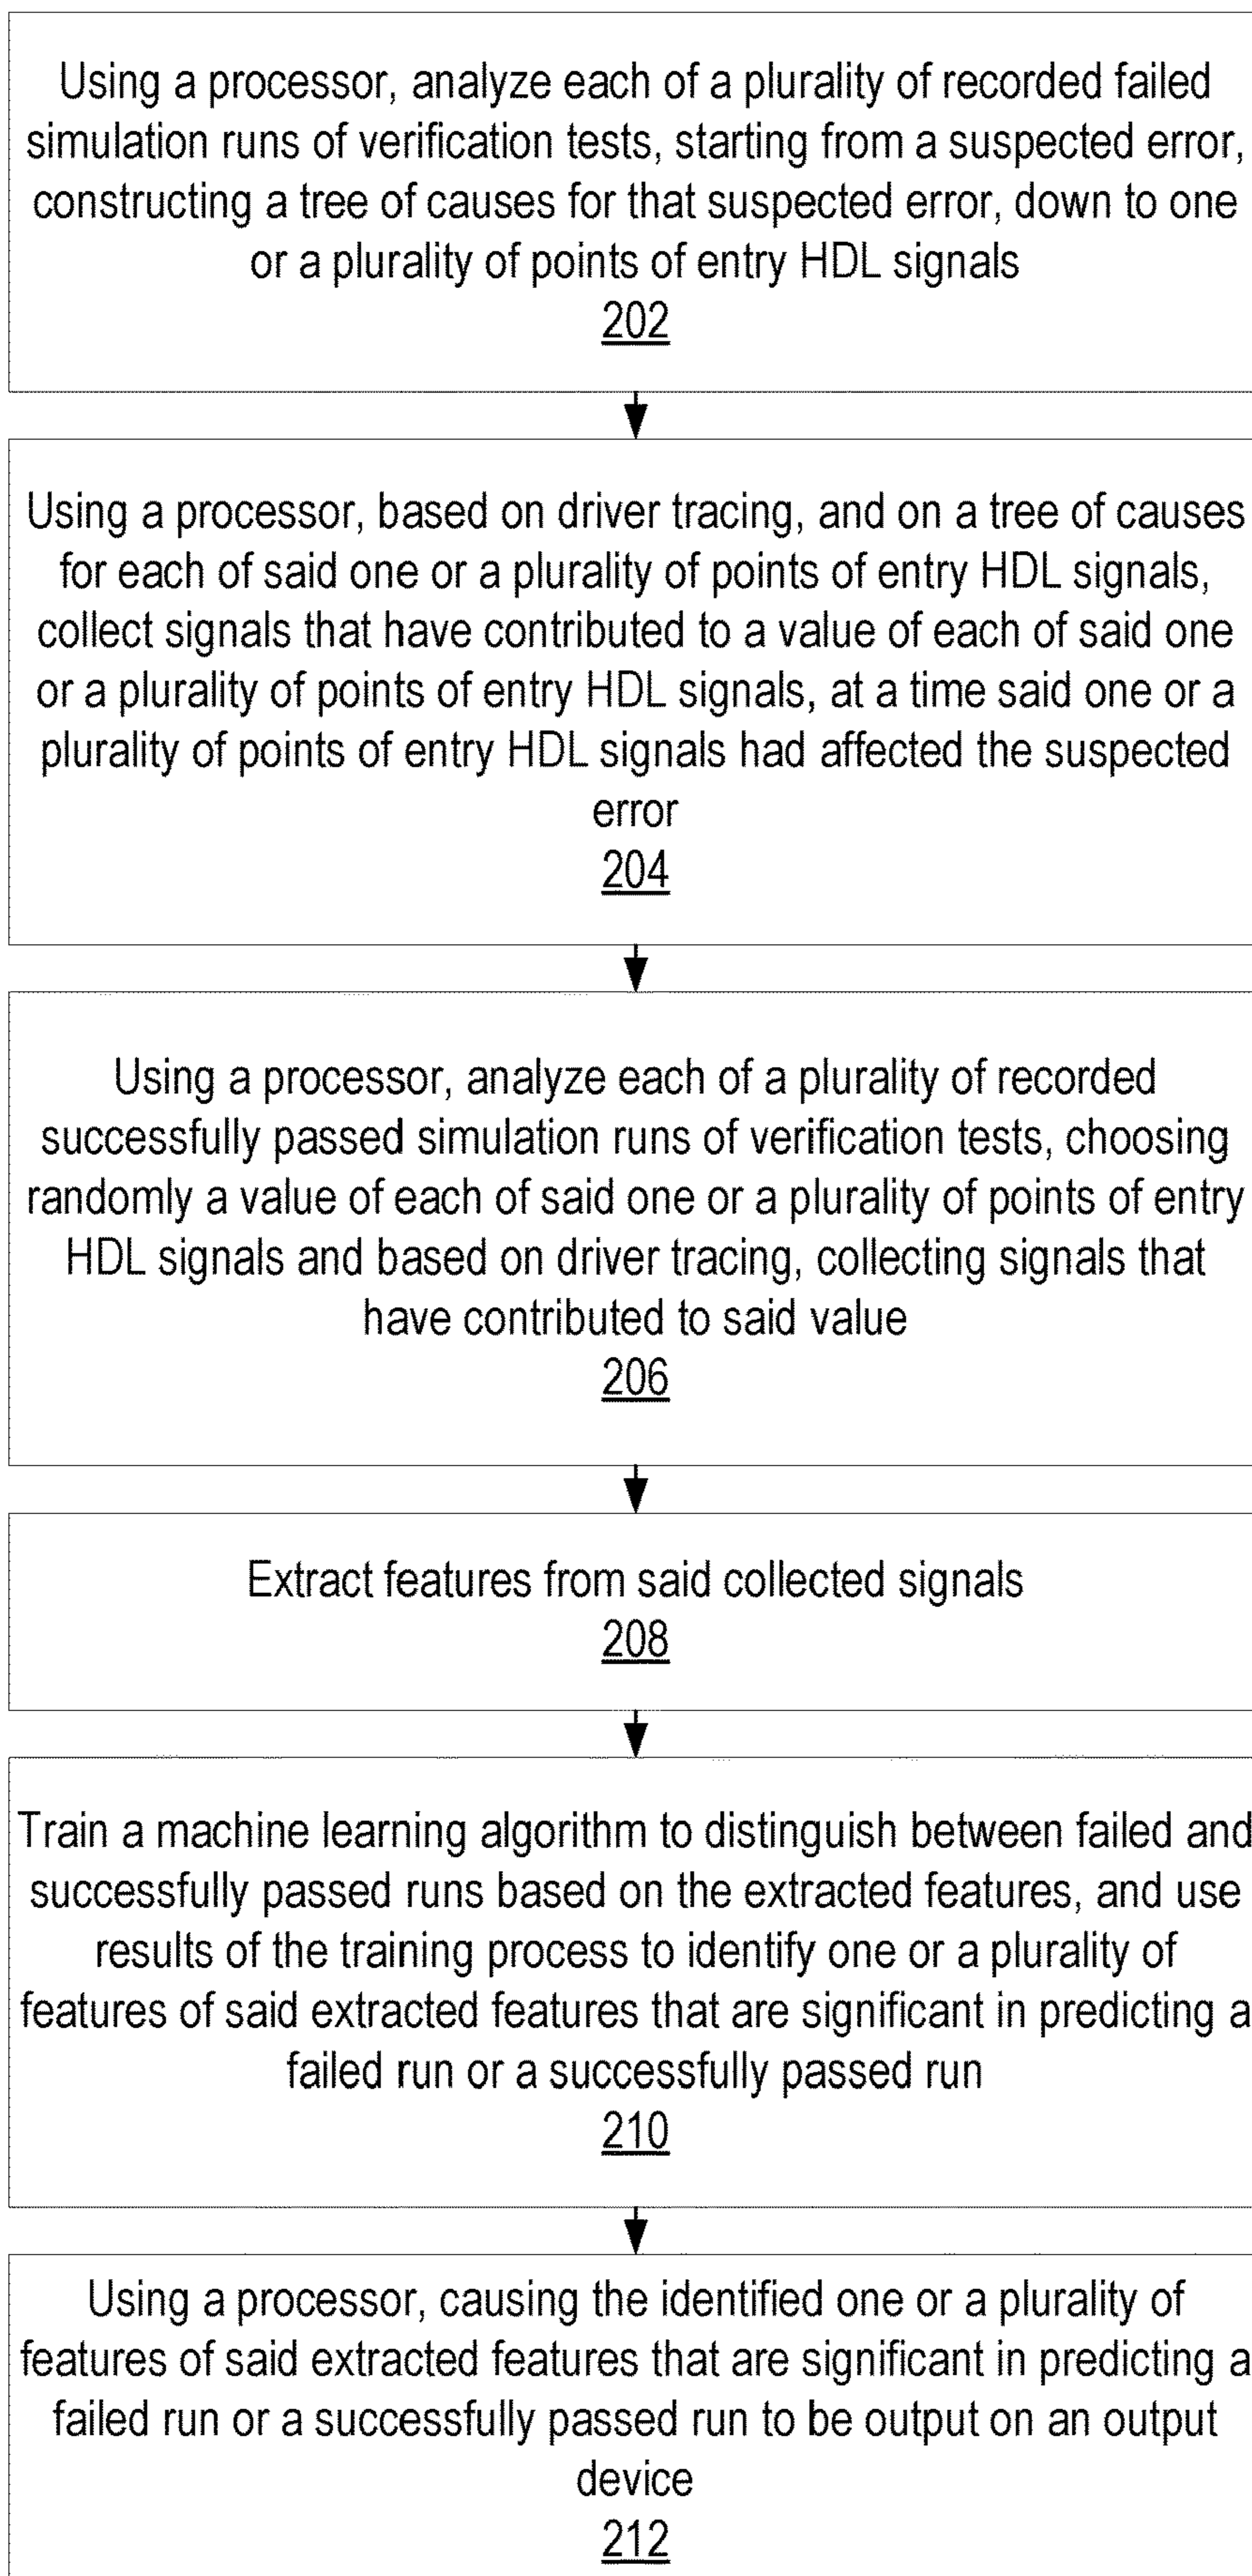 Using a processor, analyze each of a plurality of recorded failed
simulation runs of verification tests, starting from a suspected error,
constructing a tree of causes for that suspected error, down to one
or a plurality of points of entry HDL signals
202
Using a processor, based on driver tracing, and on a tree of causes
for each of said one or a plurality of points of entry HDL signals,
collect signals that have contributed to a value of each of said one
or a plurality of points of entry HDL signals, at a time said one or a
plurality of points of entry HDL signals had affected the suspected
error
204
Using a processor, analyze each of a plurality of recorded
successfully passed simulation runs of verification tests, choosing
randomly a value of each of said one or a plurality of points of entry
HDL signals and based on driver tracing, collecting signals that
have contributed to said value
206
Extract features from said collected signals
208
Train a machine learning algorithm to distinguish between failed and
successfully passed runs based on the extracted features, and use
results of the training process to identify one or a plurality of
features of said extracted features that are significant in predicting a
failed run or a successfully passed run
210
Using a processor, causing the identified one or a plurality of
features of said extracted features that are significant in predicting a
failed run or a successfully passed run to be output on an output
device
212